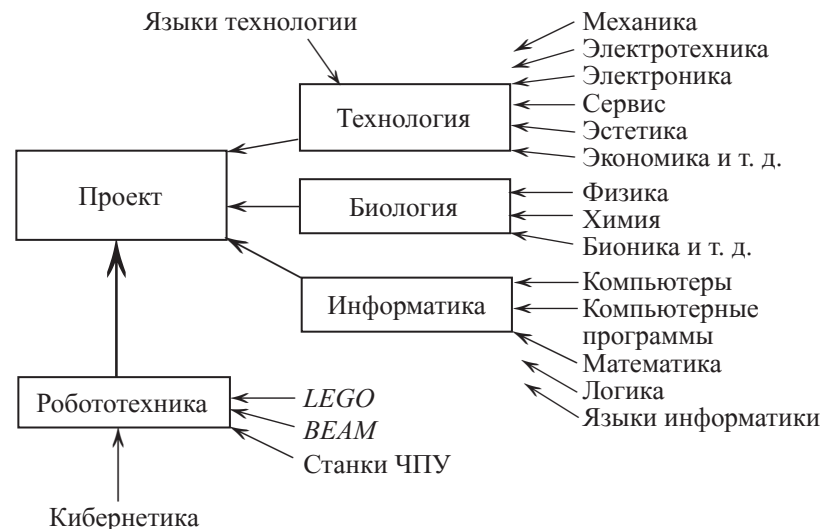 Языки технологии
Механика
Электротехника
Электроника
Сервис
Эстетика
Экономика и т. д.
Технология
Проект
Биология
Физика
Химия
Бионика и т. д.
Информатика
Компьютеры
Компьютерные
программы
Математика
Логика
Языки информатики
Робототехника
LEGO
BEAM
Станки ЧПУ
Кибернетика